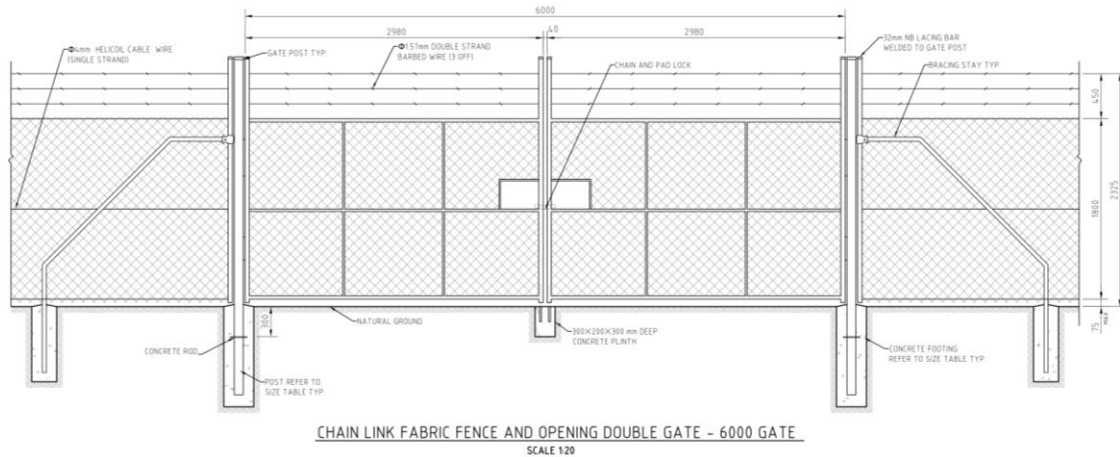 6000
2980
40
2980
Φ4mm HELICOIL CABLE WIRE
(SINGLE STRAND)
GATE POST TYP
Φ1.57mm DOUBLE STRAND
BARBED WIRE (3 OFF)
CHAIN AND PAD LOCK
32mm NB LACING BAR
WELDED TO GATE POST
BRACING STAY TYP
450
1800
2325
75
MAX
300
NATURAL GROUND
300×200×300 mm DEEP
CONCRETE PLINTH
CONCRETE ROD
POST REFER TO
SIZE TABLE TYP
CONCRETE FOOTING
REFER TO SIZE TABLE TYP
CHAIN LINK FABRIC FENCE AND OPENING DOUBLE GATE - 6000 GATE
SCALE 1:20